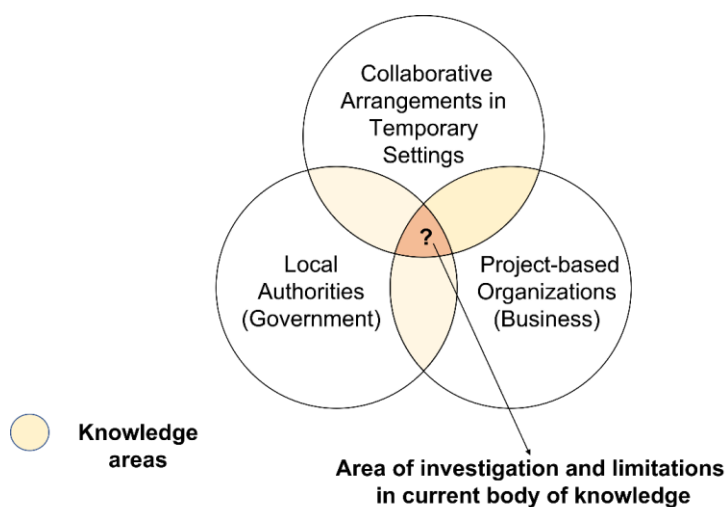 Collaborative
Arrangements in
Temporary
Settings
?
Local
Authorities
(Government)
Project-based
Organizations
(Business)
Knowledge
areas
Area of investigation and limitations
in current body of knowledge